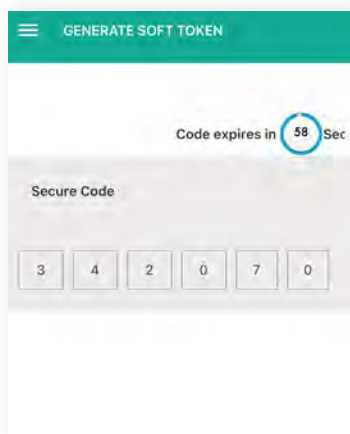 GENERATE SOFT TOKEN
Code expires in 58 Sec
Secure Code
3 4 2 0 7 0